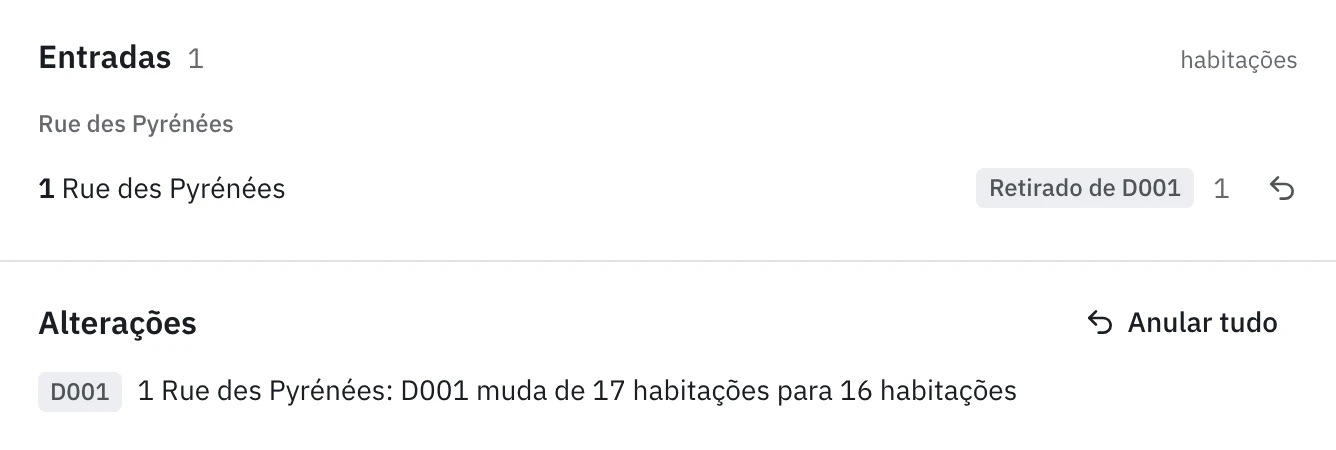 Entradas 1 habitações
Rue des Pyrénées
1 Rue des Pyrénées Retirado de D001 1
Alterações Anular tudo
D001 1 Rue des Pyrénées: D001 muda de 17 habitações para 16 habitações